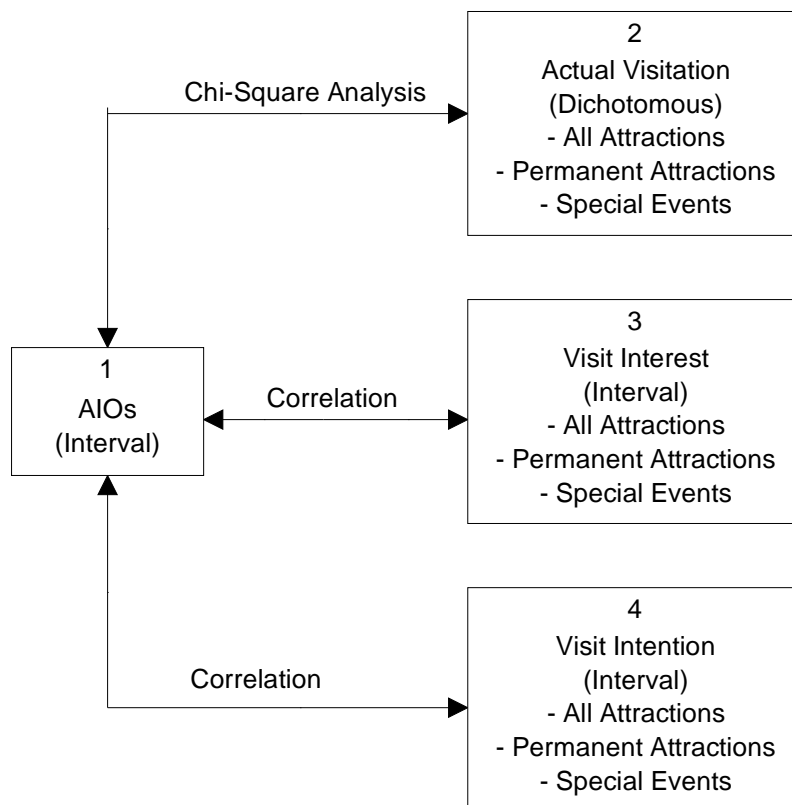 2
Actual Visitation
(Dichotomous)
- All Attractions
- Permanent Attractions
- Special Events
Chi-Square Analysis
1
AIOs
(Interval)
Correlation
3
Visit Interest
(Interval)
- All Attractions
- Permanent Attractions
- Special Events
Correlation
4
Visit Intention
(Interval)
- All Attractions
- Permanent Attractions
- Special Events